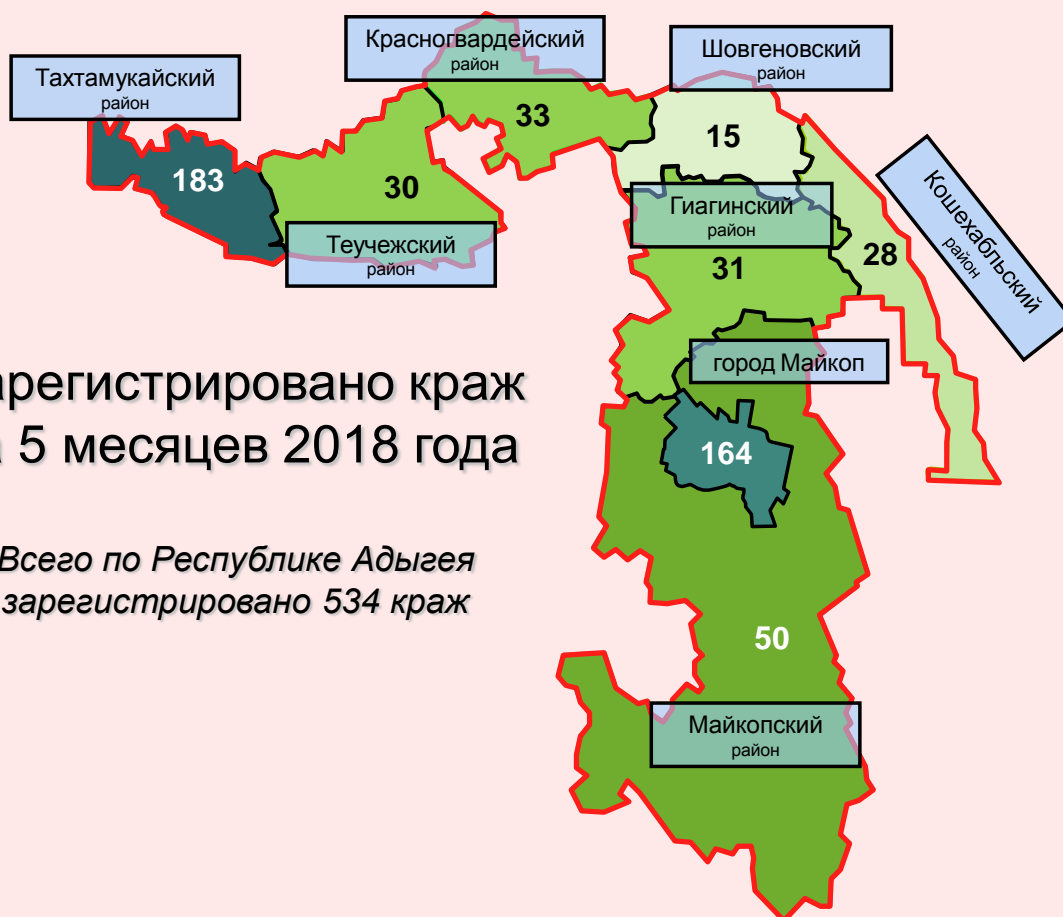 Красногвардейский
район
Шовгеновский
район
Тахтамукайский
район
33
15
183
30
Кошехабльский
район
Гиагинский
район
Теучежский
район
28
31
город Майкоп
арегистрировано краж
а 5 месяцев 2018 года
164
Всего по Республике Адыгея
зарегистрировано 534 краж
50
Майкопский
район